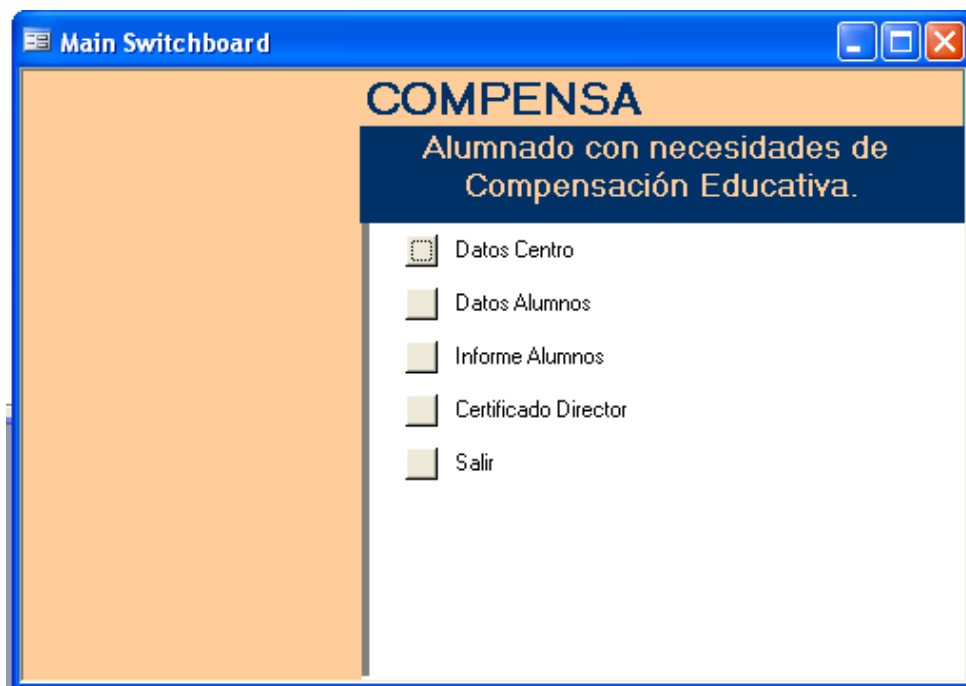 Main Switchboard
COMPENSA
Alumnado con necesidades de
Compensación Educativa.
Datos Centro
Datos Alumnos
Informe Alumnos
Certificado Director
Salir